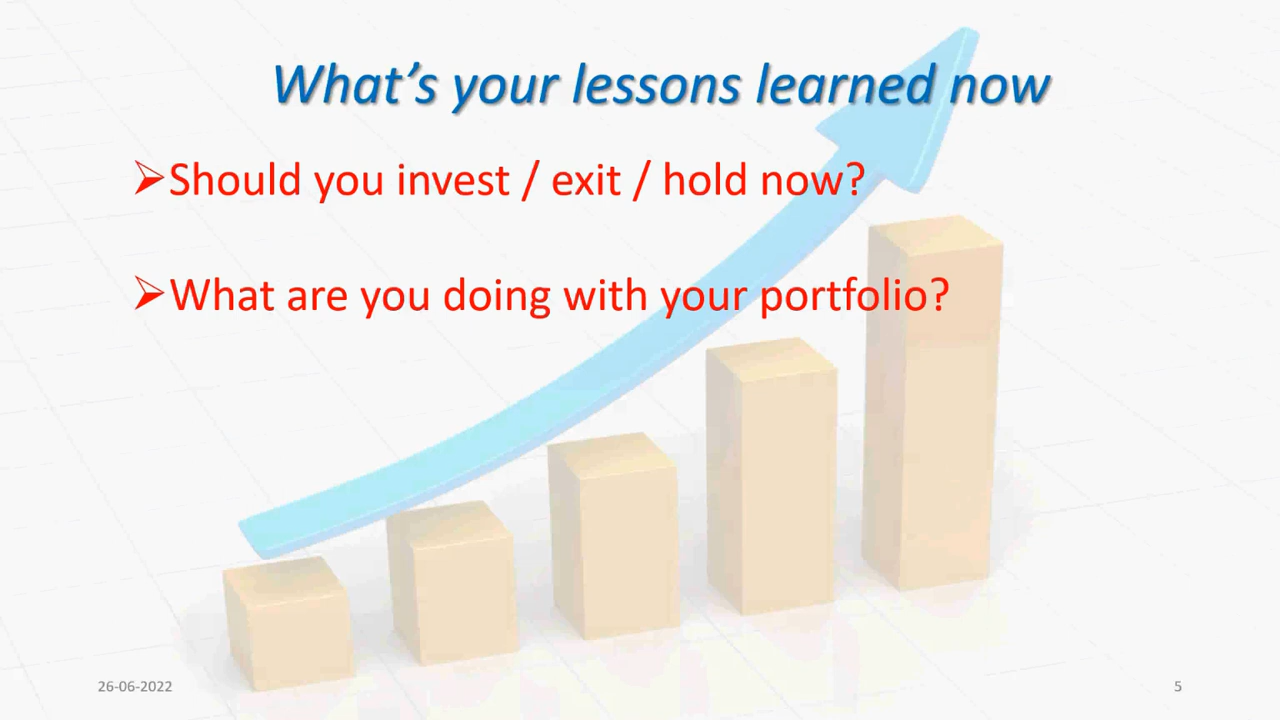 What’s your lessons learned now
➢Should you invest / exit / hold now?
➢What are you doing with your portfolio?
26-06-2022
5